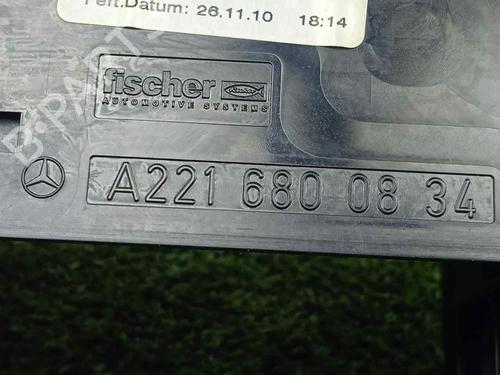 Fert.Datum: 26.11.10 18:14
fischer
AUTOMOTIVE SYSTEMS
A221 680 08 34